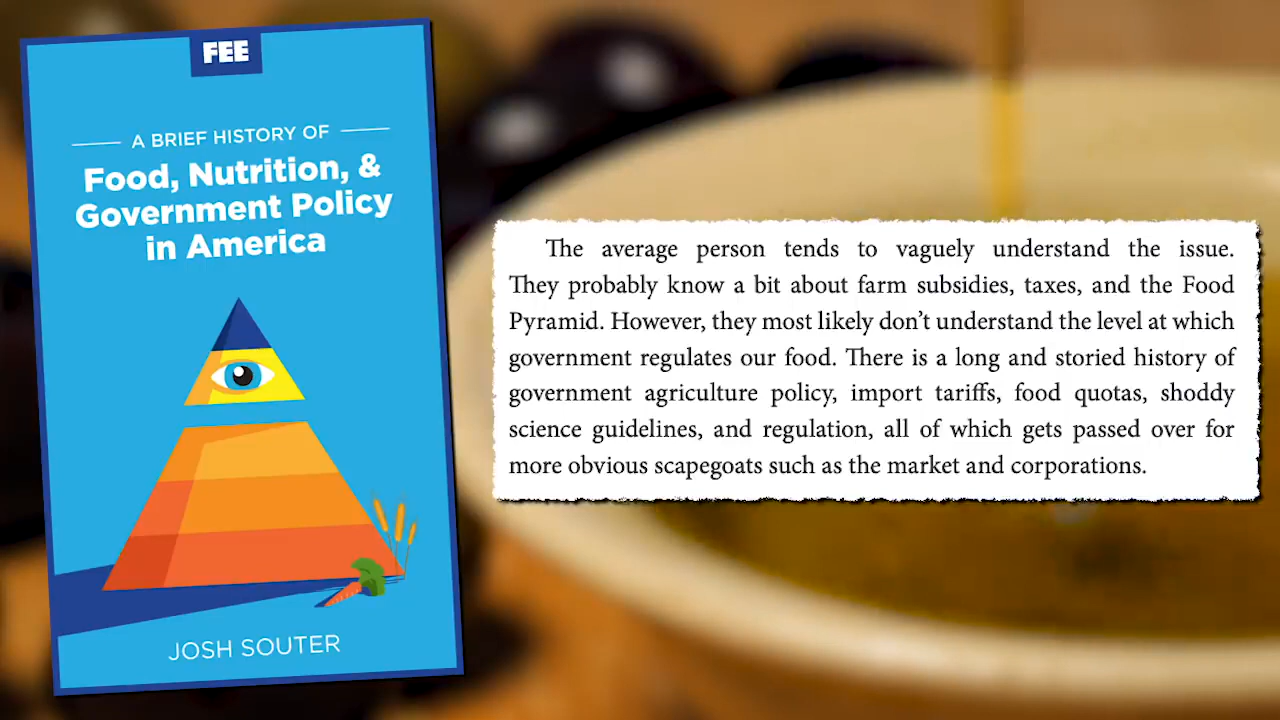 FEE
A BRIEF HISTORY OF
Food, Nutrition, &
Government Policy
in America
JOSH SOUTER
The average person tends to vaguely understand the issue.
They probably know a bit about farm subsidies, taxes, and the Food
Pyramid. However, they most likely don’t understand the level at which
government regulates our food. There is a long and storied history of
government agriculture policy, import tariffs, food quotas, shoddy
science guidelines, and regulation, all of which gets passed over for
more obvious scapegoats such as the market and corporations.